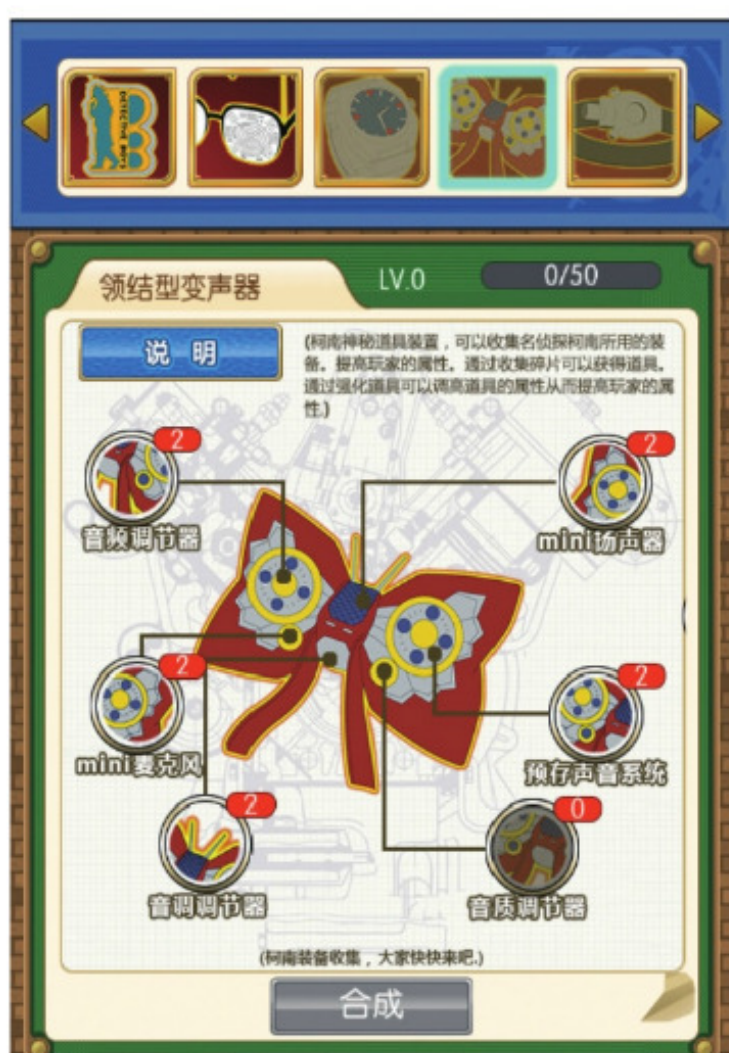 DETECTIVE BOYS
领结型变声器
LV.0
0/50
说 明
(柯南神秘道具装置，可以收集名侦探柯南所用的装
备。提高玩家的属性。通过收集碎片可以获得道具。
通过强化道具可以调高道具的属性从而提高玩家的属
性.)
2
音频调节器
2
mini扬声器
2
mini麦克风
2
预存声音系统
2
音调调节器
0
音质调节器
(柯南装备收集，大家快快来吧.)
合成